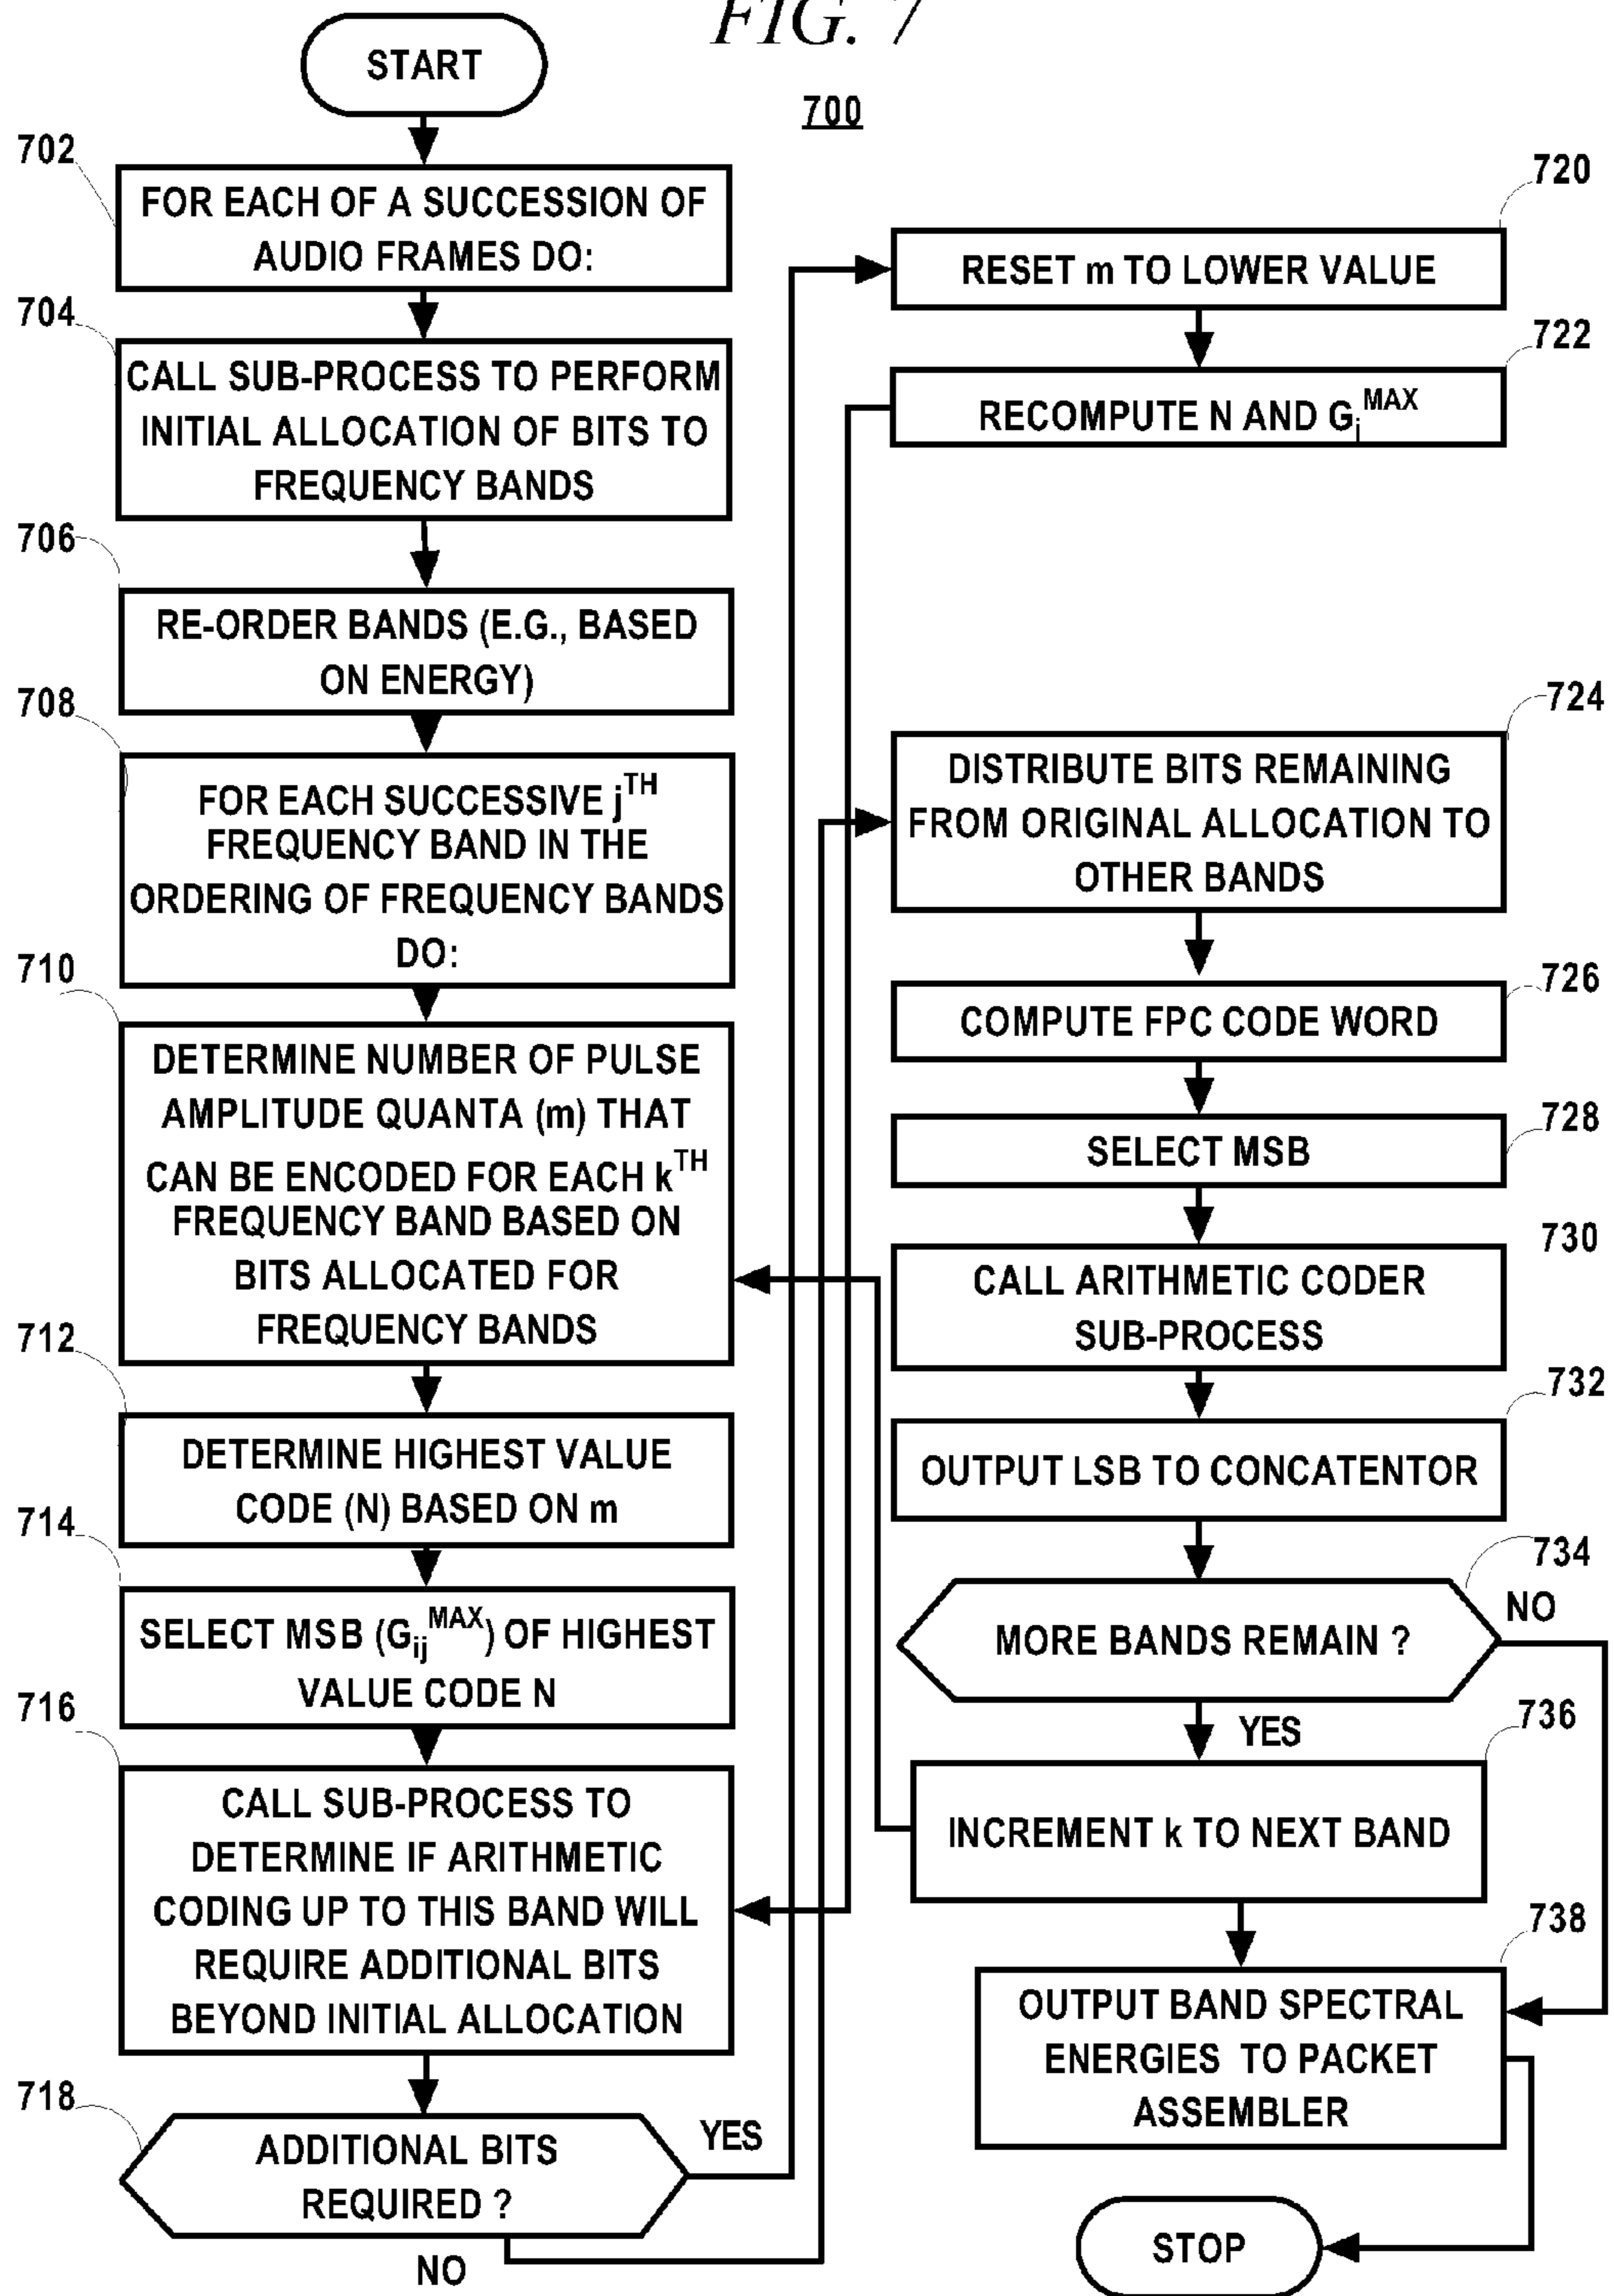 FIG. 7
700
START
702
FOR EACH OF A SUCCESSION OF
AUDIO FRAMES DO:
704
CALL SUB-PROCESS TO PERFORM
INITIAL ALLOCATION OF BITS TO
FREQUENCY BANDS
706
RE-ORDER BANDS (E.G., BASED
ON ENERGY)
708
FOR EACH SUCCESSIVE j^TH
FREQUENCY BAND IN THE
ORDERING OF FREQUENCY BANDS
DO:
710
DETERMINE NUMBER OF PULSE
AMPLITUDE QUANTA (m) THAT
CAN BE ENCODED FOR EACH k^TH
FREQUENCY BAND BASED ON
BITS ALLOCATED FOR
FREQUENCY BANDS
712
DETERMINE HIGHEST VALUE
CODE (N) BASED ON m
714
SELECT MSB (G_ij^MAX) OF HIGHEST
VALUE CODE N
716
CALL SUB-PROCESS TO
DETERMINE IF ARITHMETIC
CODING UP TO THIS BAND WILL
REQUIRE ADDITIONAL BITS
BEYOND INITIAL ALLOCATION
718
ADDITIONAL BITS
REQUIRED ?
YES
NO
720
RESET m TO LOWER VALUE
722
RECOMPUTE N AND G_i^MAX
724
DISTRIBUTE BITS REMAINING
FROM ORIGINAL ALLOCATION TO
OTHER BANDS
726
COMPUTE FPC CODE WORD
728
SELECT MSB
730
CALL ARITHMETIC CODER
SUB-PROCESS
732
OUTPUT LSB TO CONCATENTOR
734
MORE BANDS REMAIN ?
NO
YES
736
INCREMENT k TO NEXT BAND
738
OUTPUT BAND SPECTRAL
ENERGIES TO PACKET
ASSEMBLER
STOP